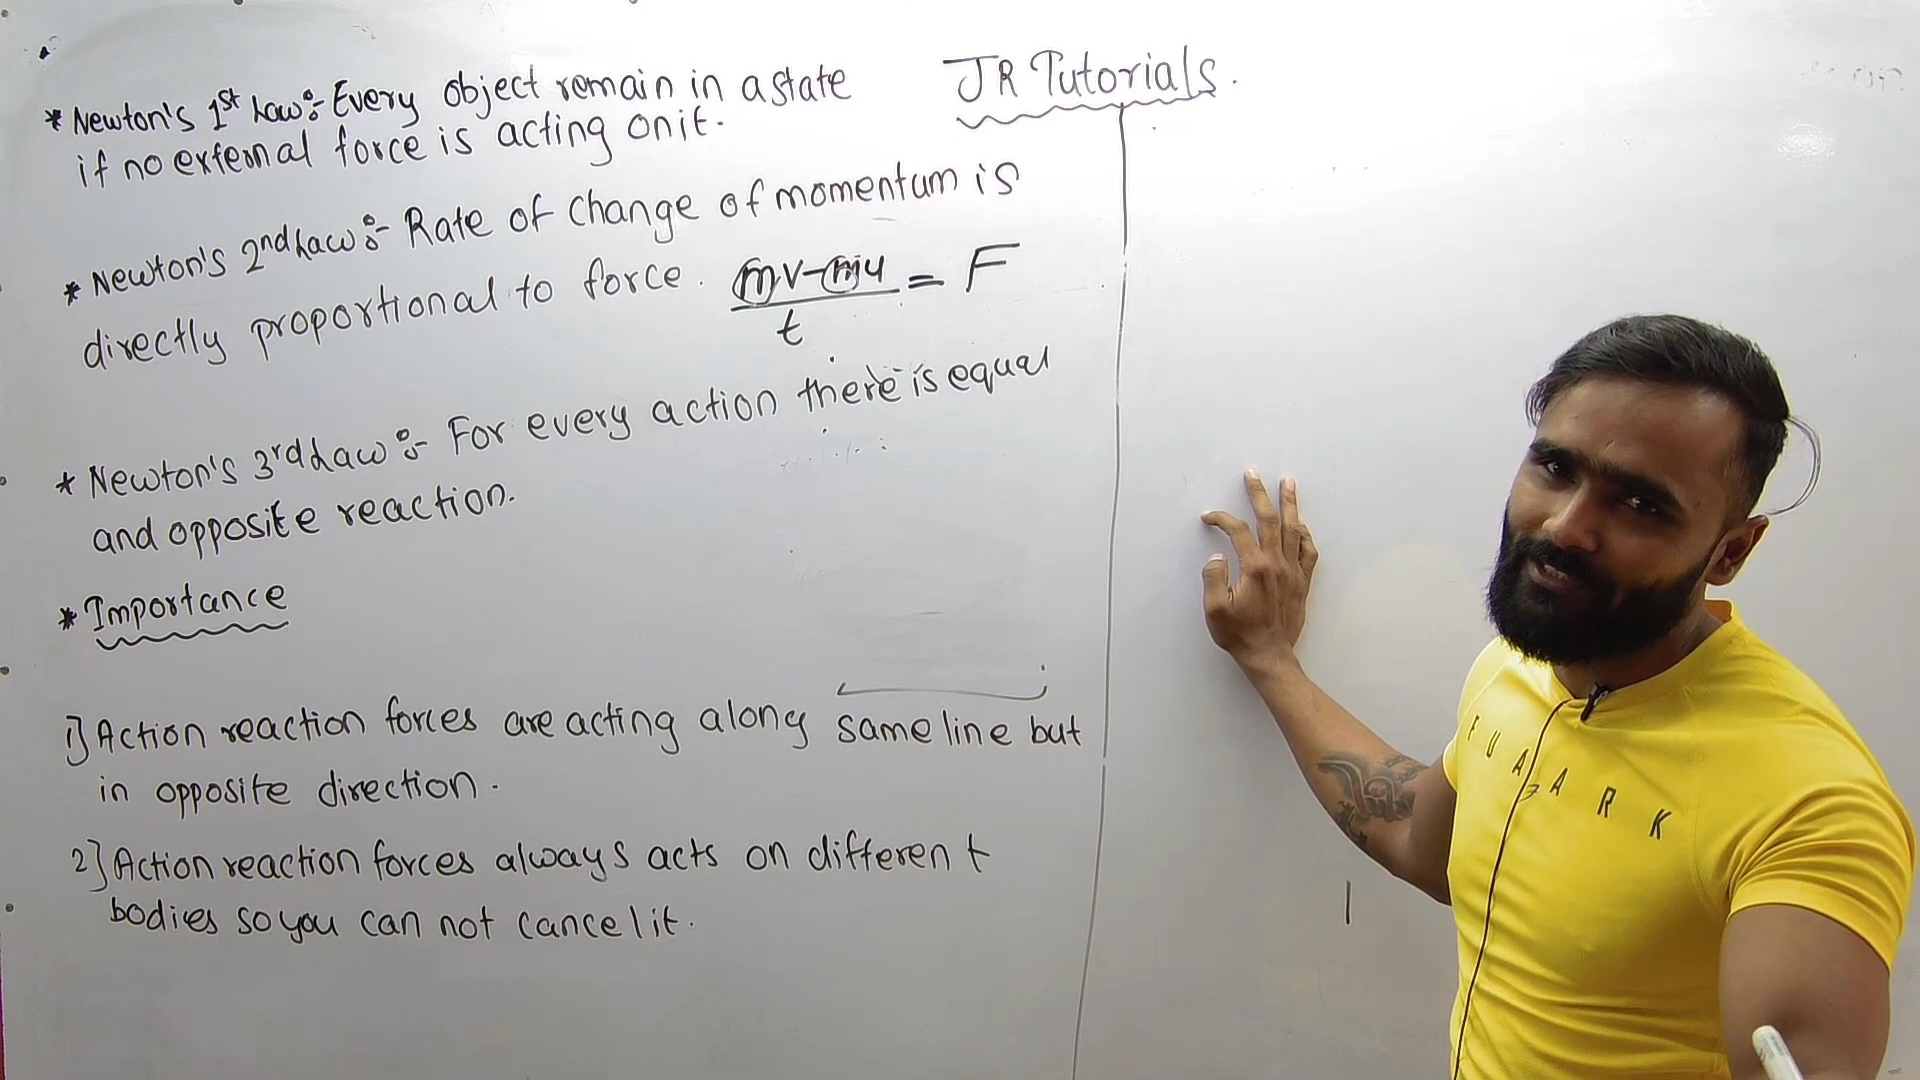 JR Tutorials.
* Newton's 1st Law:- Every object remain in a state
if no external force is acting on it.
* Newton's 2nd Law:- Rate of change of momentum is
directly proportional to force. mv-mu/t = F
* Newton's 3rd Law:- For every action there is equal
and opposite reaction.
* Importance
1] Action reaction forces are acting along same line but
in opposite direction.
2] Action reaction forces always acts on different
bodies so you can not cancel it.
FUAARK